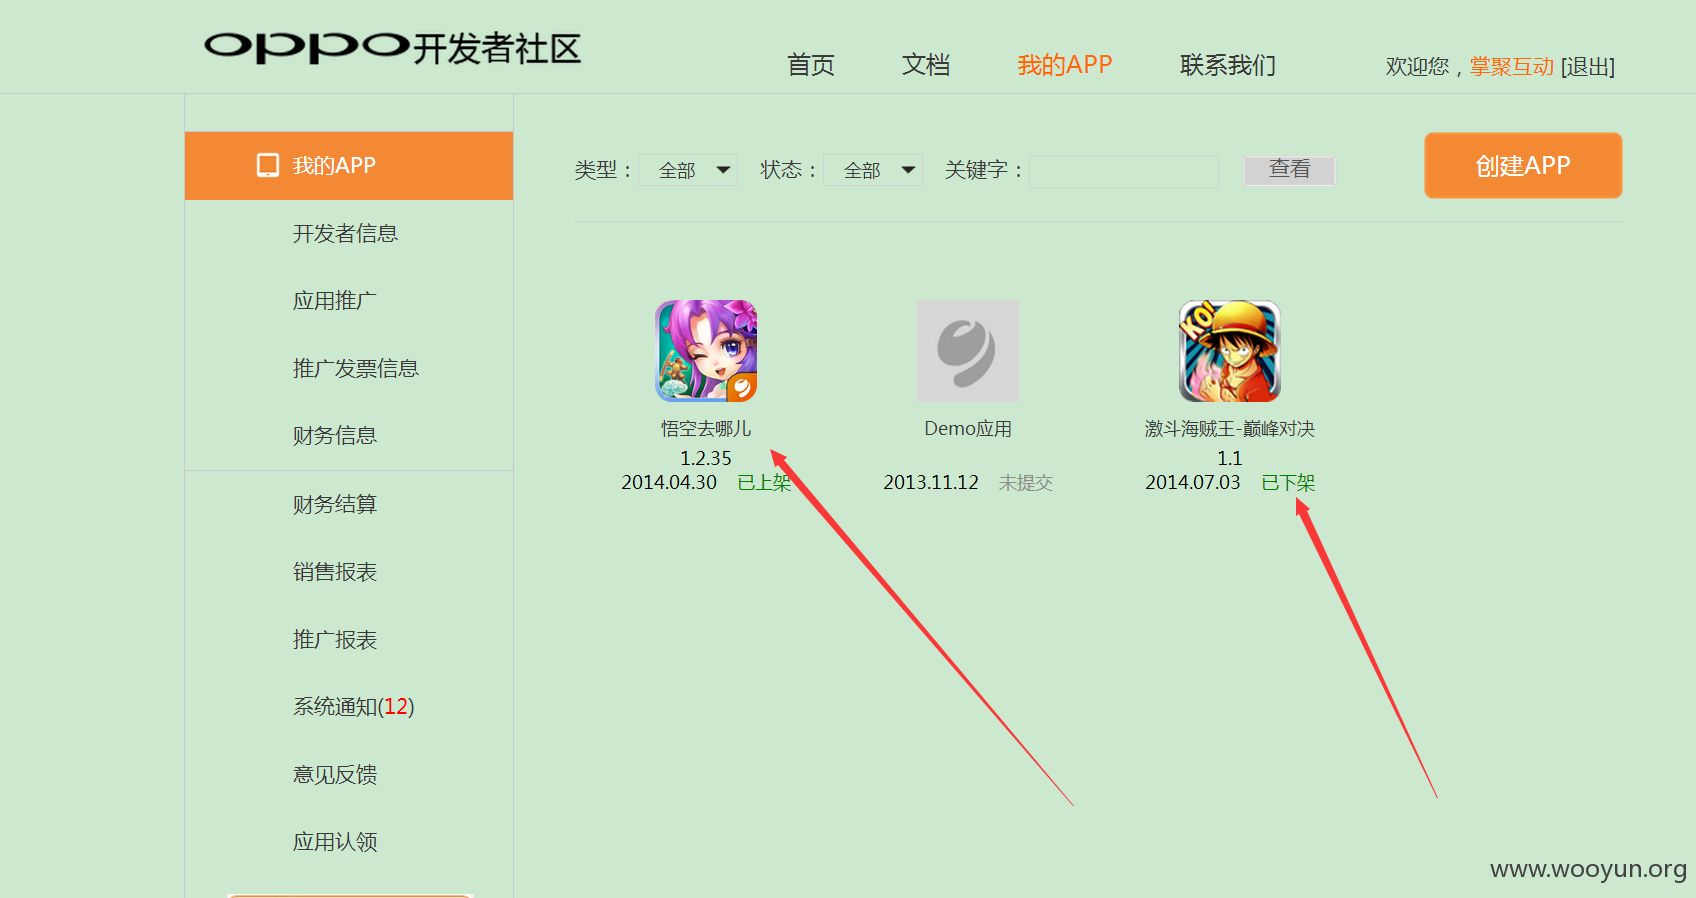 oppo开发者社区
首页 文档 我的APP 联系我们 欢迎您，掌聚互动 [退出]
我的APP
开发者信息
应用推广
推广发票信息
财务信息
财务结算
销售报表
推广报表
系统通知(12)
意见反馈
应用认领
类型： 全部 状态： 全部 关键字： 查看 创建APP
KO!
悟空去哪儿 Demo应用 激斗海贼王-巅峰对决
1.2.35 1.1
2014.04.30 已上架 2013.11.12 未提交 2014.07.03 已下架
www.wooyun.org